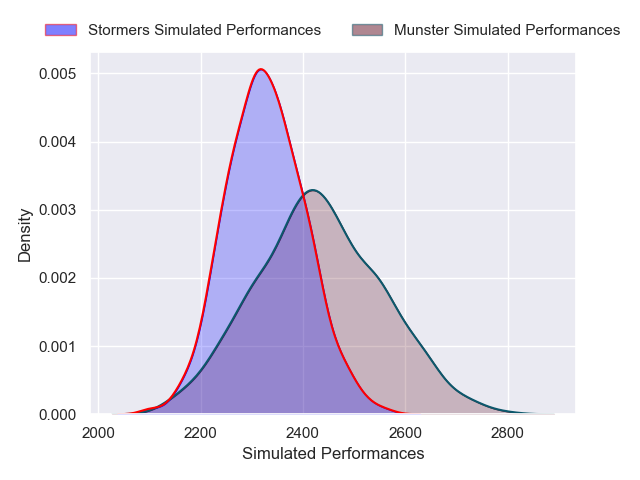 Stormers Simulated Performances Munster Simulated Performances
0.005
0.004
0.003
0.002
0.001
0.000
Density
2000 2200 2400 2600 2800
Simulated Performances